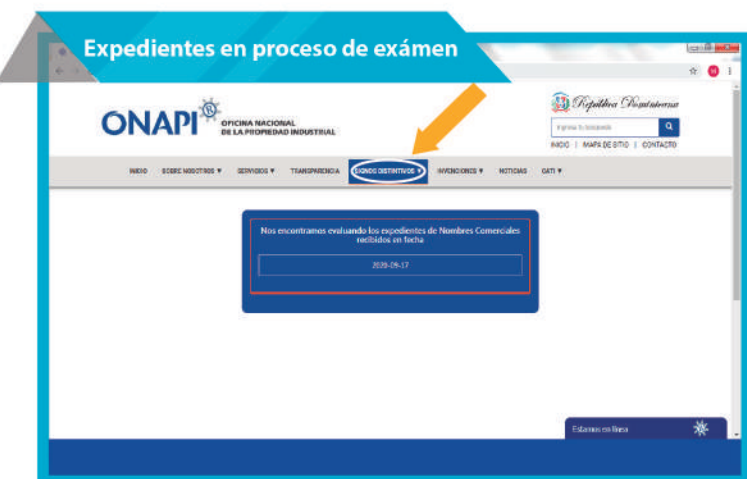 Expedientes en proceso de exámen
ONAPI
OFICINA NACIONAL
DE LA PROPIEDAD INDUSTRIAL
República Dominicana
INICIO | MAPA DE SITIO | CONTACTO
INICIO SOBRE NOSOTROS ▼ SERVICIOS ▼ TRANSPARENCIA SIGNOS DISTINTIVOS ▼ INVENCIONES ▼ NOTICIAS CATI ▼
Nos encontramos evaluando los expedientes de Nombres Comerciales
recibidos en fecha
2020-09-17
Estamos en línea